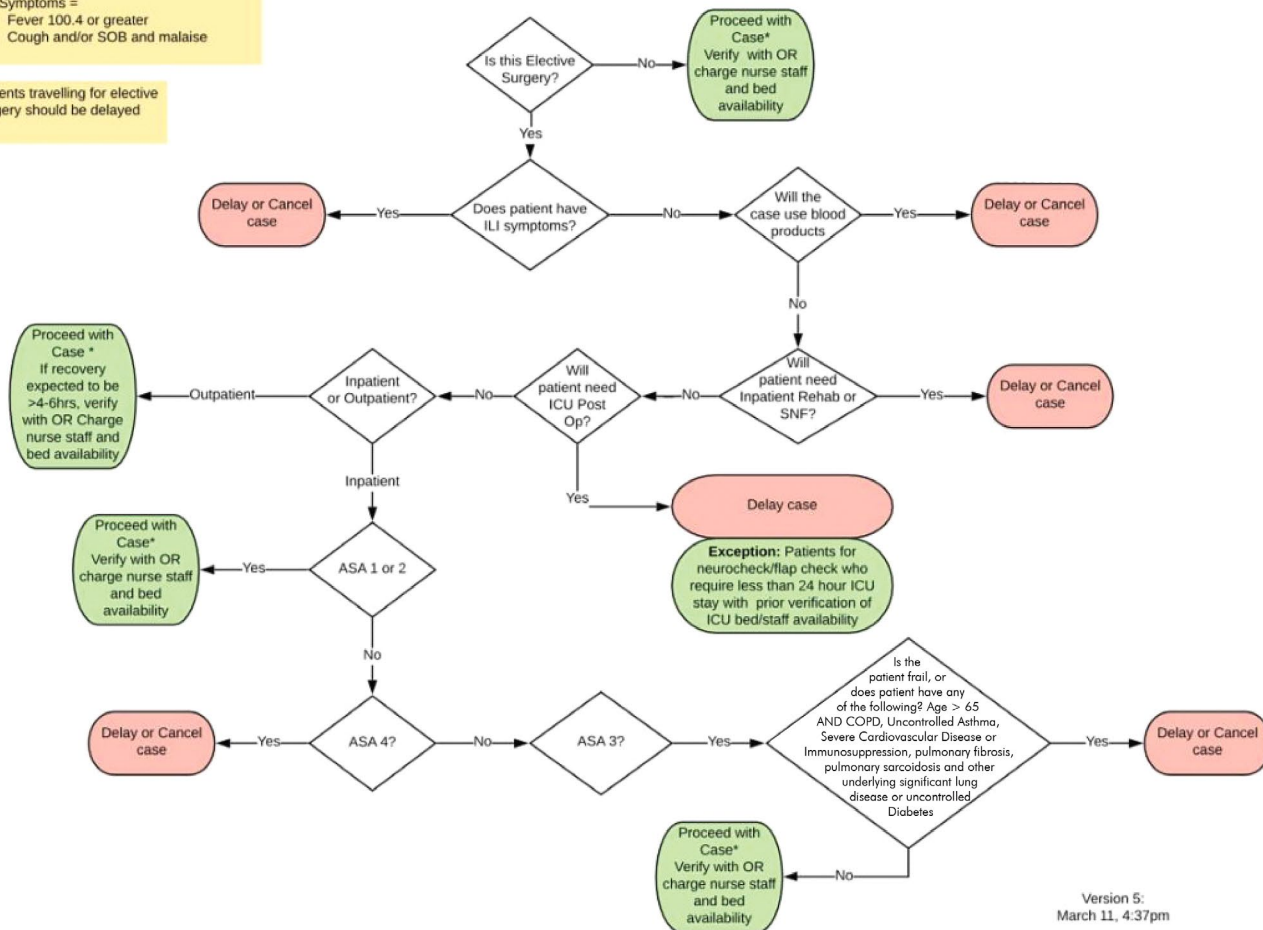 Symptoms =
Fever 100.4 or greater
Cough and/or SOB and malaise
ents travelling for elective
gery should be delayed
Is this Elective
Surgery?
No
Proceed with
Case*
Verify with OR
charge nurse staff
and bed
availability
Yes
Delay or Cancel
case
Yes
Does patient have
ILI symptoms?
No
Will the
case use blood
products
Yes
Delay or Cancel
case
No
Proceed with
Case *
If recovery
expected to be
>4-6hrs, verify
with OR Charge
nurse staff and
bed availability
Outpatient
Inpatient
or Outpatient?
No
Will
patient need
ICU Post
Op?
No
Will
patient need
Inpatient Rehab or
SNF?
Yes
Delay or Cancel
case
Inpatient
Yes
Delay case
Exception: Patients for
neurocheck/flap check who
require less than 24 hour ICU
stay with prior verification of
ICU bed/staff availability
Proceed with
Case*
Verify with OR
charge nurse staff
and bed
availability
Yes
ASA 1 or 2
No
Delay or Cancel
case
Yes
ASA 4?
No
ASA 3?
Yes
Is the
patient frail, or
does patient have any
of the following? Age > 65
AND COPD, Uncontrolled Asthma,
Severe Cardiovascular Disease or
Immunosuppression, pulmonary fibrosis,
pulmonary sarcoidosis and other
underlying significant lung
disease or uncontrolled
Diabetes
Yes
Delay or Cancel
case
No
Proceed with
Case*
Verify with OR
charge nurse staff
and bed
availability
Version 5:
March 11, 4:37pm